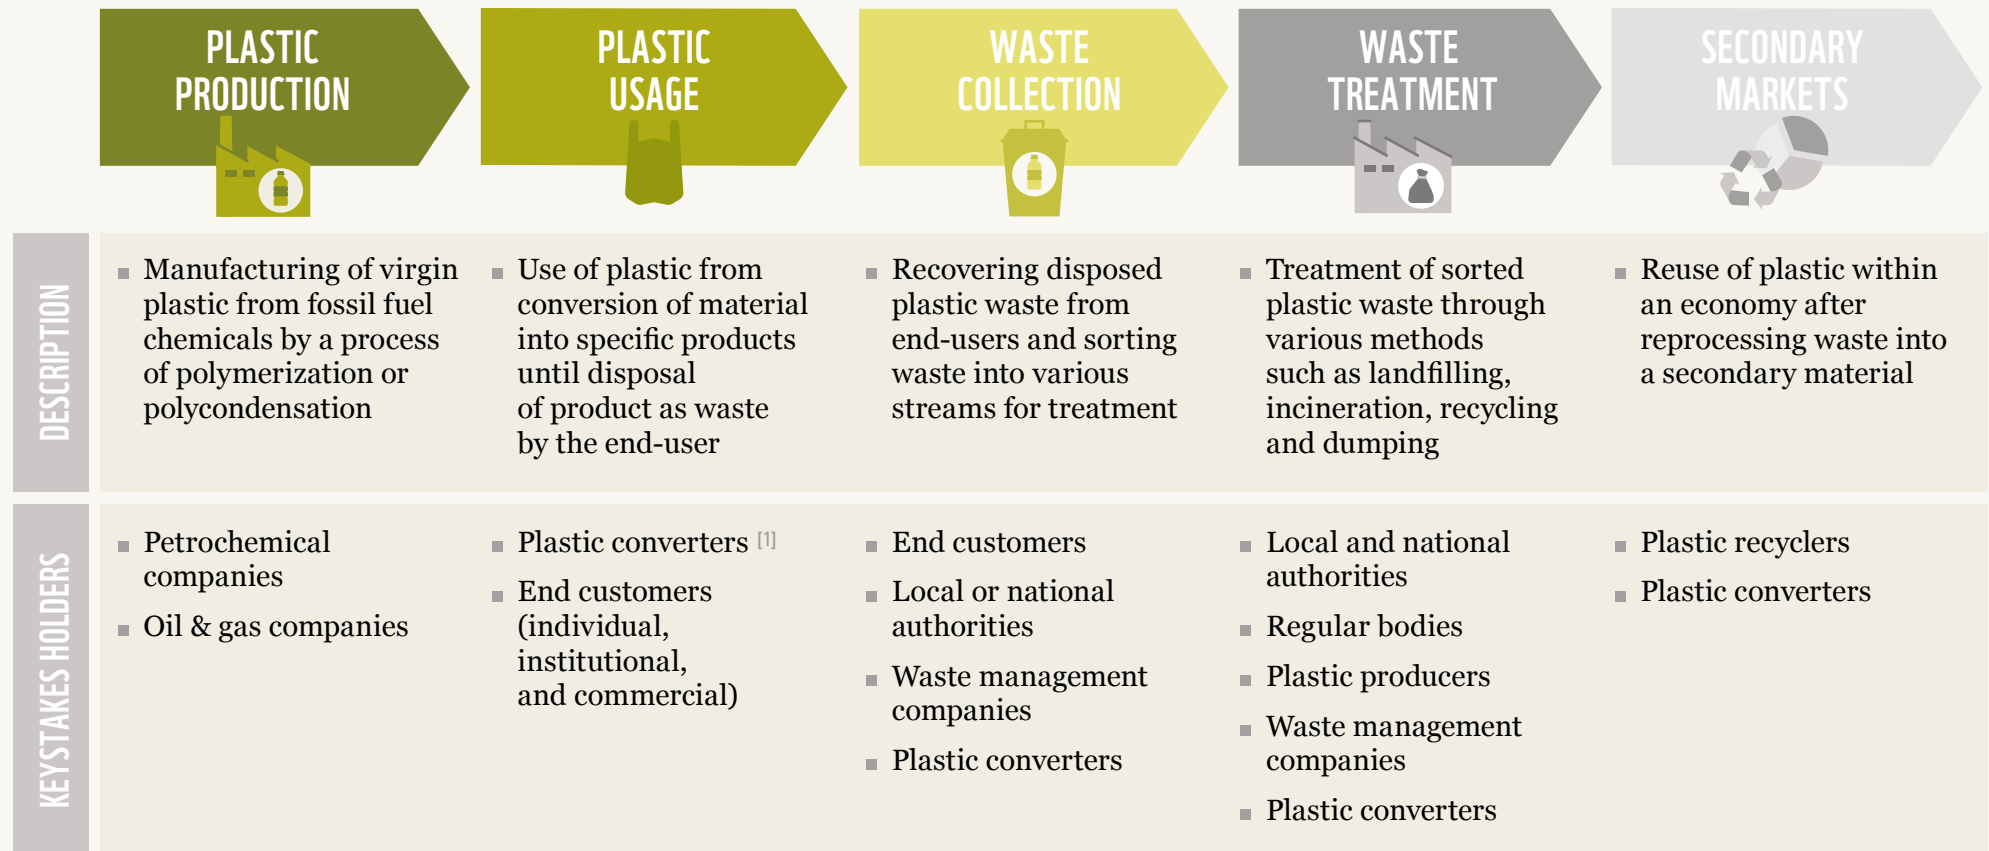 PLASTIC
PRODUCTION
PLASTIC
USAGE
WASTE
COLLECTION
WASTE
TREATMENT
SECONDARY
MARKETS
DESCRIPTION
Manufacturing of virgin
plastic from fossil fuel
chemicals by a process
of polymerization or
polycondensation
Use of plastic from
conversion of material
into specific products
until disposal
of product as waste
by the end-user
Recovering disposed
plastic waste from
end-users and sorting
waste into various
streams for treatment
Treatment of sorted
plastic waste through
various methods
such as landfilling,
incineration, recycling
and dumping
Reuse of plastic within
an economy after
reprocessing waste into
a secondary material
KEYSTAKES HOLDERS
Petrochemical
companies
Oil & gas companies
Plastic converters [1]
End customers
(individual,
institutional,
and commercial)
End customers
Local or national
authorities
Waste management
companies
Plastic converters
Local and national
authorities
Regular bodies
Plastic producers
Waste management
companies
Plastic converters
Plastic recyclers
Plastic converters